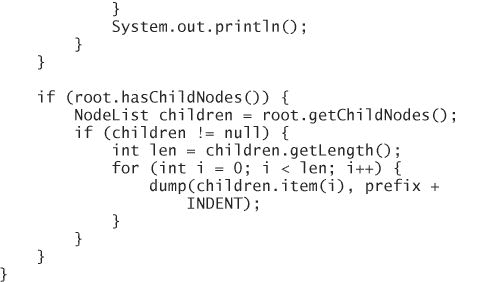 }
            System.out.println();
        }
    }

    if (root.hasChildNodes()) {
        NodeList children = root.getChildNodes();
        if (children != null) {
            int len = children.getLength();
            for (int i = 0; i < len; i++) {
                dump(children.item(i), prefix +
                    INDENT);
            }
        }
    }
}